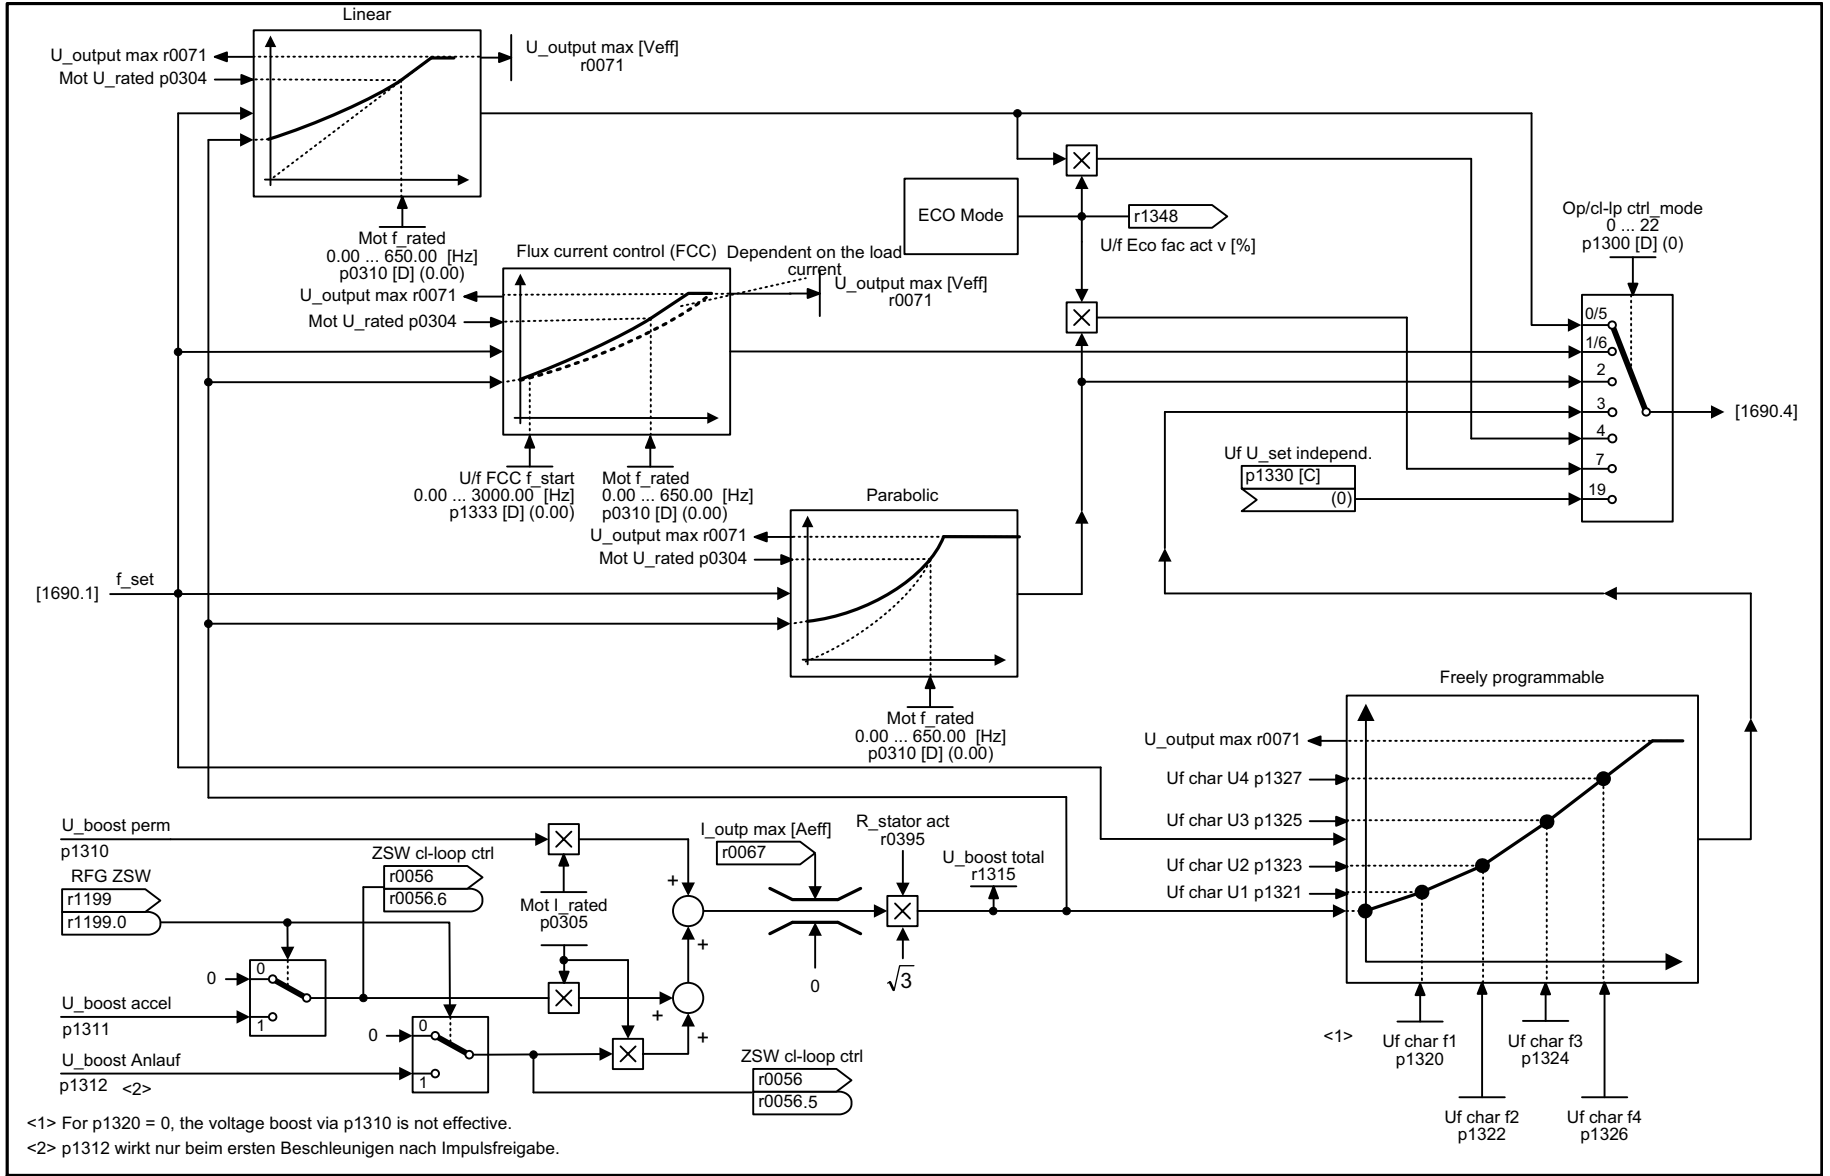 Linear
U_output max r0071
Mot U_rated p0304
U_output max [Veff]
r0071
Mot f_rated
0.00 ... 650.00 [Hz]
p0310 [D] (0.00)
ECO Mode
r1348
U/f Eco fac act v [%]
Op/cl-lp ctrl_mode
0 ... 22
p1300 [D] (0)
Flux current control (FCC)
Dependent on the load
current
U_output max r0071
Mot U_rated p0304
U_output max [Veff]
r0071
U/f FCC f_start
0.00 ... 3000.00 [Hz]
p1333 [D] (0.00)
Mot f_rated
0.00 ... 650.00 [Hz]
p0310 [D] (0.00)
0/5
1/6
2
3
4
7
19
[1690.4]
Uf U_set independ.
p1330 [C]
(0)
Parabolic
U_output max r0071
Mot U_rated p0304
[1690.1]
f_set
Mot f_rated
0.00 ... 650.00 [Hz]
p0310 [D] (0.00)
Freely programmable
U_output max r0071
Uf char U4 p1327
Uf char U3 p1325
Uf char U2 p1323
Uf char U1 p1321
U_boost perm
p1310
RFG ZSW
r1199
r1199.0
ZSW cl-loop ctrl
r0056
r0056.6
Mot I_rated
p0305
+
+
+
+
I_outp max [Aeff]
r0067
0
R_stator act
r0395
√3
U_boost total
r1315
0
0
1
U_boost accel
p1311
0
0
1
U_boost Anlauf
p1312 <2>
ZSW cl-loop ctrl
r0056
r0056.5
<1>
Uf char f1
p1320
Uf char f3
p1324
Uf char f2
p1322
Uf char f4
p1326
<1> For p1320 = 0, the voltage boost via p1310 is not effective.
<2> p1312 wirkt nur beim ersten Beschleunigen nach Impulsfreigabe.